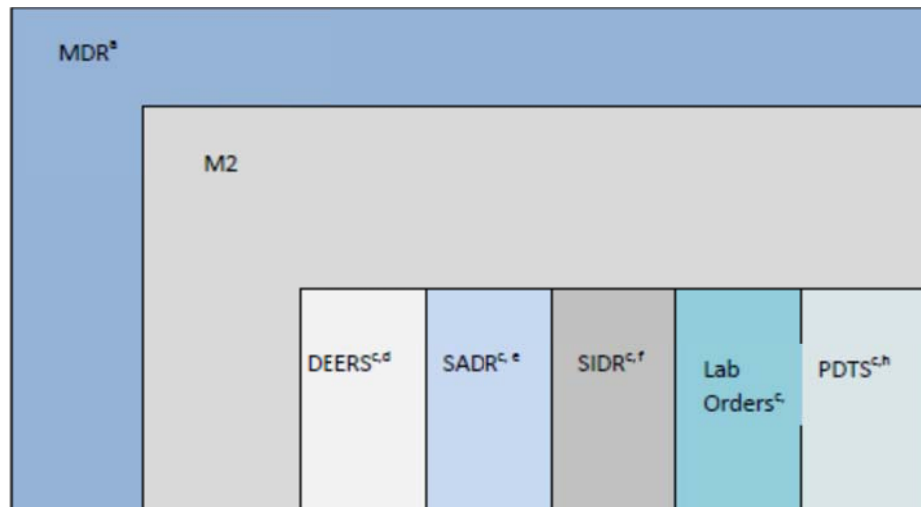 MDRᵃ
M2
DEERSᶜ,ᵈ
SADRᶜ, ᵉ
SIDRᶜ,ᶠ
Lab
Ordersᶜ,
PDTSᶜ,ʰ